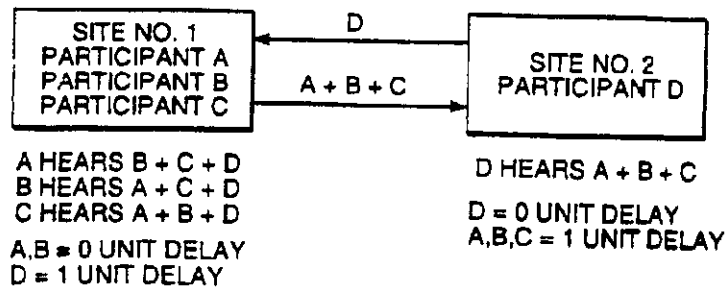 SITE NO. 1
PARTICIPANT A
PARTICIPANT B
PARTICIPANT C
D
A + B + C
SITE NO. 2
PARTICIPANT D
A HEARS B + C + D
B HEARS A + C + D
C HEARS A + B + D
A,B = 0 UNIT DELAY
D = 1 UNIT DELAY
D HEARS A + B + C
D = 0 UNIT DELAY
A,B,C = 1 UNIT DELAY